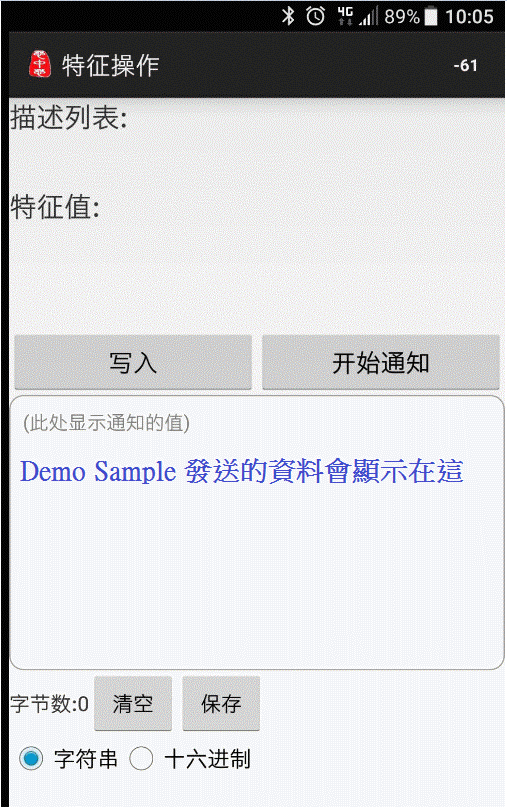 4G 89% 10:05
特征操作 -61
描述列表:
特征值:
写入 开始通知
(此处显示通知的值)
Demo Sample 發送的資料會顯示在這
字节数:0 清空 保存
字符串 十六进制